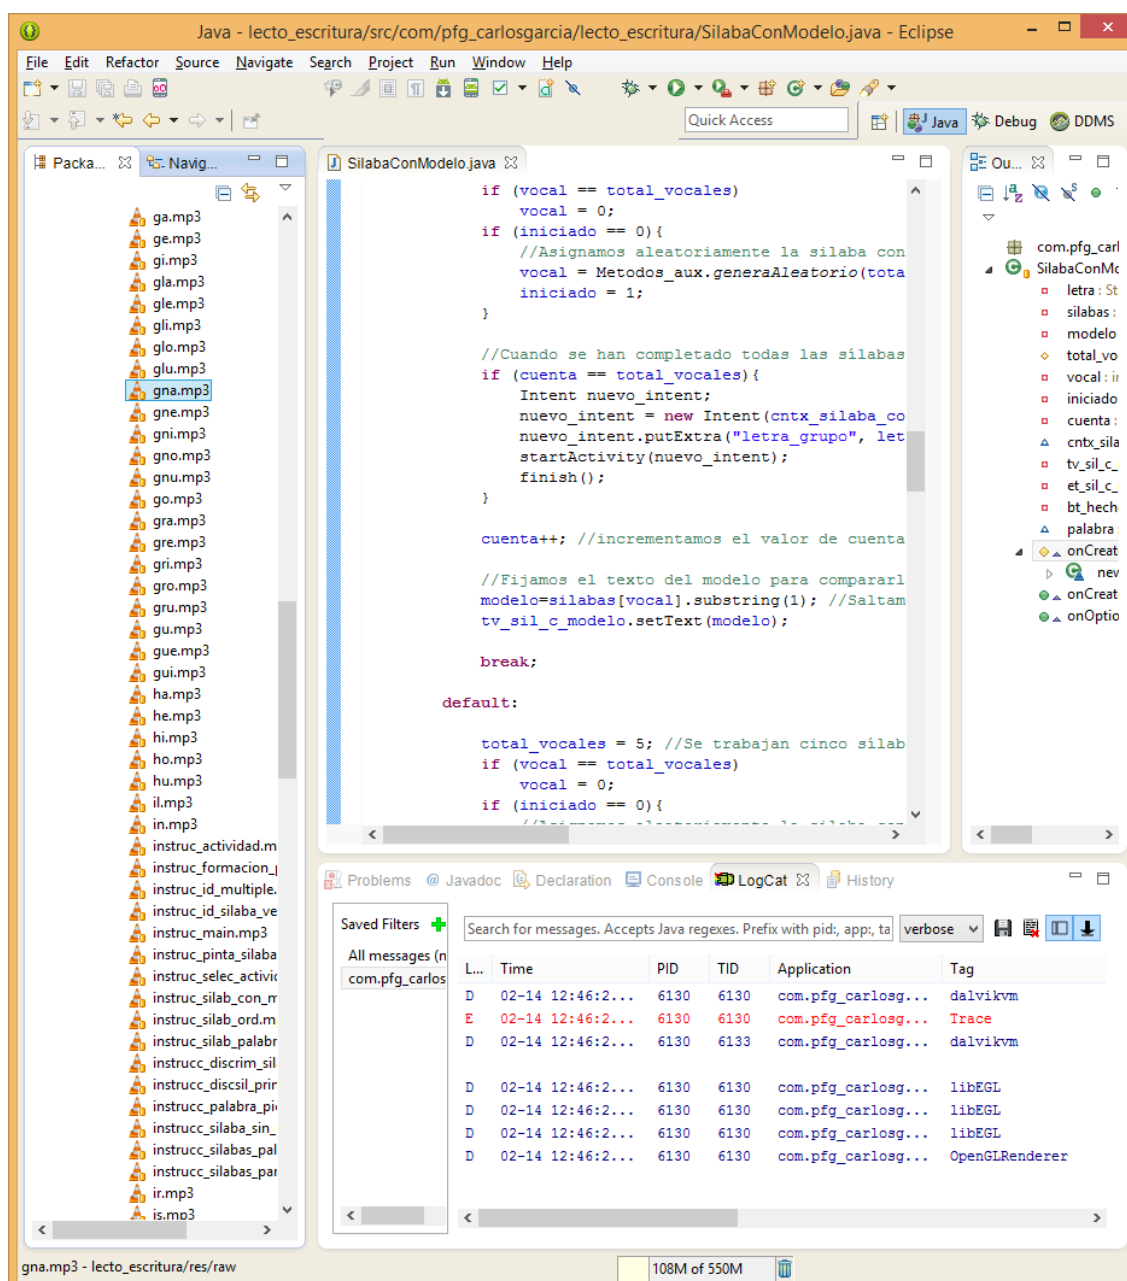 Java - lecto_escritura/src/com/pfg_carlosgarcia/lecto_escritura/SilabaConModelo.java - Eclipse
File Edit Refactor Source Navigate Search Project Run Window Help
Quick Access
Java Debug DDMS
Packa... Navig...
ga.mp3
ge.mp3
gi.mp3
gla.mp3
gle.mp3
gli.mp3
glo.mp3
glu.mp3
gna.mp3
gne.mp3
gni.mp3
gno.mp3
gnu.mp3
go.mp3
gra.mp3
gre.mp3
gri.mp3
gro.mp3
gru.mp3
gu.mp3
gue.mp3
gui.mp3
ha.mp3
he.mp3
hi.mp3
ho.mp3
hu.mp3
il.mp3
in.mp3
instruc_actividad.m
instruc_formacion_
instruc_id_multiple.
instruc_id_silaba_ve
instruc_main.mp3
instruc_pinta_silaba
instruc_selec_activic
instruc_silab_con_m
instruc_silab_ord.m
instruc_silab_palabr
instrucc_discrim_sil
instrucc_discsil_prin
instrucc_palabra_pi
instrucc_silaba_sin_
instrucc_silabas_pal
instrucc_silabas_par
ir.mp3
is.mp3
SilabaConModelo.java
if (vocal == total_vocales)
vocal = 0;
if (iniciado == 0){
//Asignamos aleatoriamente la silaba con
vocal = Metodos_aux.generaAleatorio(tota
iniciado = 1;
}
//Cuando se han completado todas las sílabas
if (cuenta == total_vocales){
Intent nuevo_intent;
nuevo_intent = new Intent(cntx_silaba_co
nuevo_intent.putExtra("letra_grupo", let
startActivity(nuevo_intent);
finish();
}
cuenta++; //incrementamos el valor de cuenta
//Fijamos el texto del modelo para compararl
modelo=silabas[vocal].substring(1); //Saltam
tv_sil_c_modelo.setText(modelo);
break;
default:
total_vocales = 5; //Se trabajan cinco sílab
if (vocal == total_vocales)
vocal = 0;
if (iniciado == 0){
Ou...
com.pfg_carl
SilabaConMo
letra : St
silabas :
modelo
total_vo
vocal : in
iniciado
cuenta :
cntx_sila
tv_sil_c_
et_sil_c_
bt_hech
palabra :
onCreat
new
onCreat
onOptio
Problems Javadoc Declaration Console LogCat History
Saved Filters
All messages (n
com.pfg_carlos
Search for messages. Accepts Java regexes. Prefix with pid:, app:, ta verbose
L... Time PID TID Application Tag
D 02-14 12:46:2... 6130 6130 com.pfg_carlosg... dalvikvm
E 02-14 12:46:2... 6130 6130 com.pfg_carlosg... Trace
D 02-14 12:46:2... 6130 6133 com.pfg_carlosg... dalvikvm
D 02-14 12:46:2... 6130 6130 com.pfg_carlosg... libEGL
D 02-14 12:46:2... 6130 6130 com.pfg_carlosg... libEGL
D 02-14 12:46:2... 6130 6130 com.pfg_carlosg... libEGL
D 02-14 12:46:2... 6130 6130 com.pfg_carlosg... OpenGLRenderer
gna.mp3 - lecto_escritura/res/raw
108M of 550M